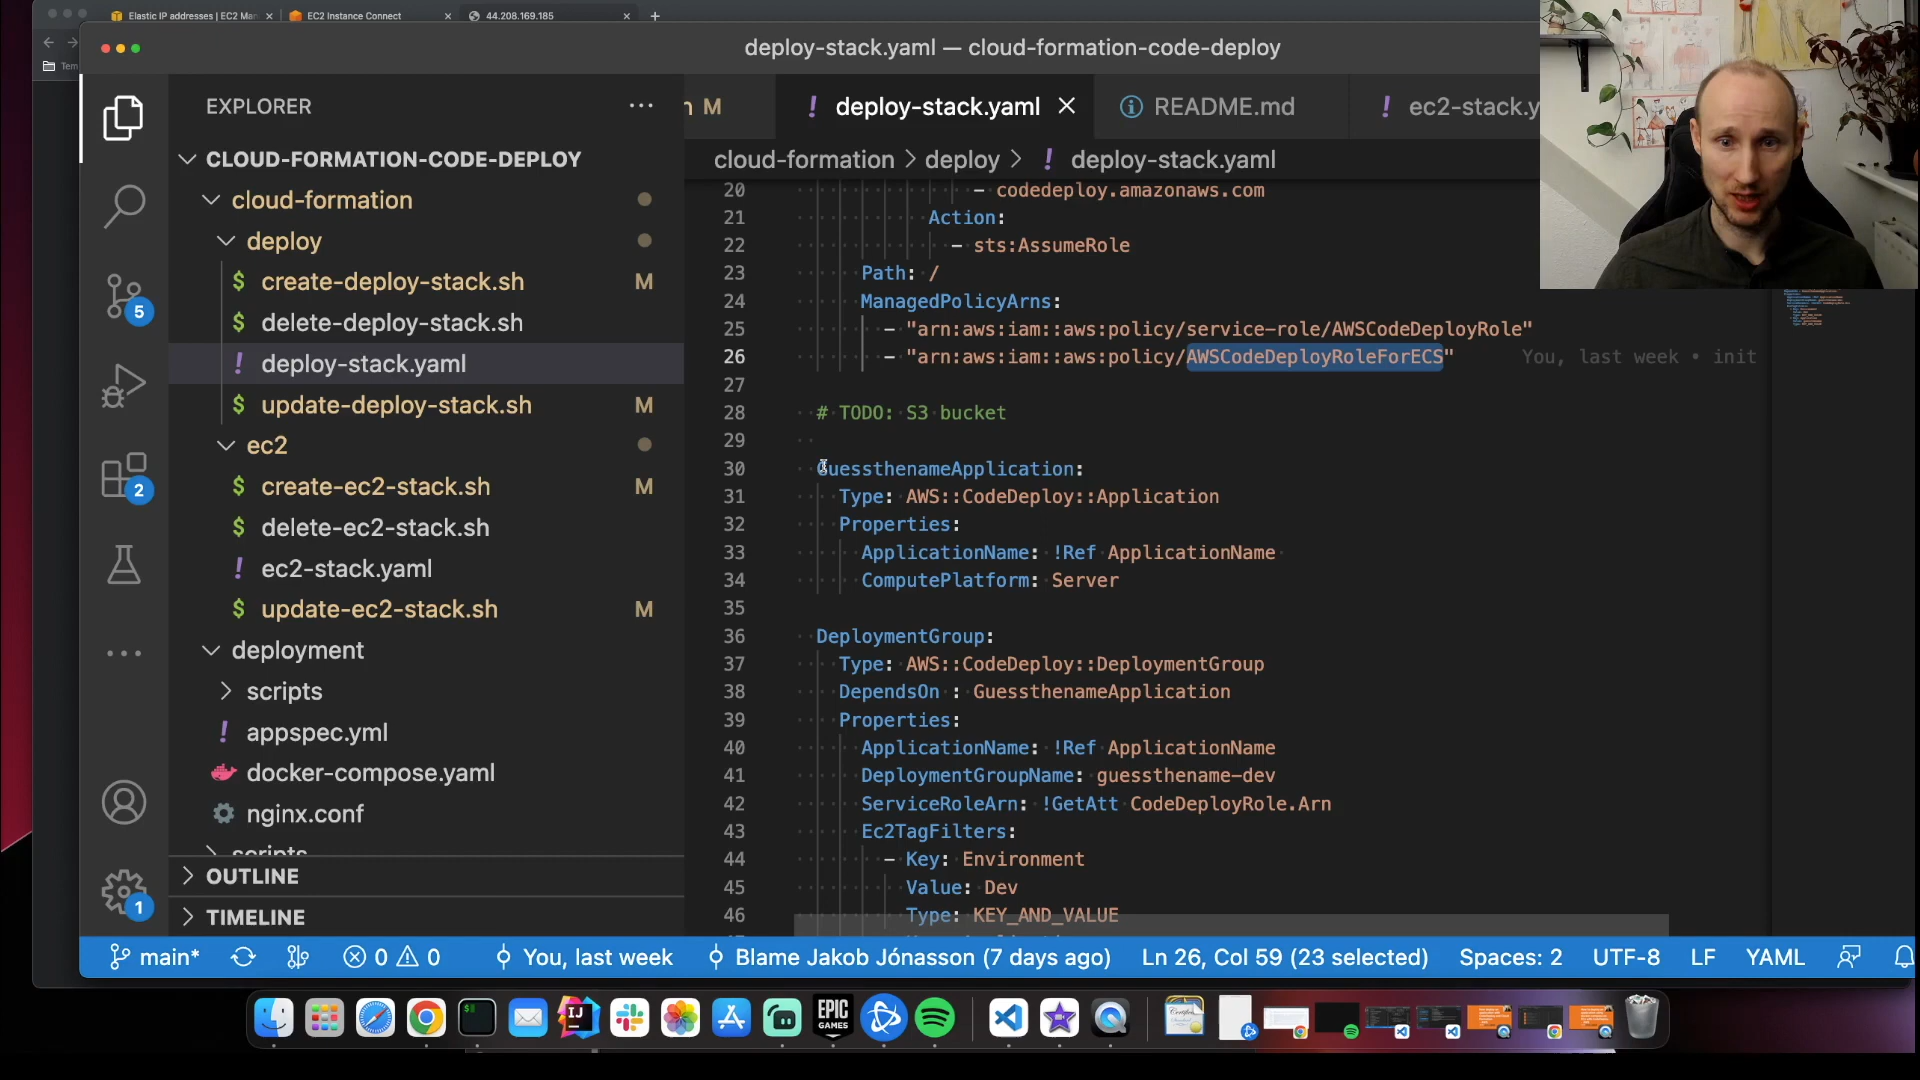 Elastic IP addresses | EC2 Man
EC2 Instance Connect
44.208.169.185
Tem
deploy-stack.yaml — cloud-formation-code-deploy
EXPLORER
CLOUD-FORMATION-CODE-DEPLOY
cloud-formation
deploy
create-deploy-stack.sh M
delete-deploy-stack.sh
deploy-stack.yaml
update-deploy-stack.sh M
ec2
create-ec2-stack.sh M
delete-ec2-stack.sh
ec2-stack.yaml
update-ec2-stack.sh M
deployment
scripts
appspec.yml
docker-compose.yaml
nginx.conf
scripts
OUTLINE
TIMELINE
5
2
1
n M
deploy-stack.yaml
README.md
ec2-stack.y
cloud-formation > deploy > ! deploy-stack.yaml
20 - codedeploy.amazonaws.com
21 Action:
22 - sts:AssumeRole
23 Path: /
24 ManagedPolicyArns:
25 - "arn:aws:iam::aws:policy/service-role/AWSCodeDeployRole"
26 - "arn:aws:iam::aws:policy/AWSCodeDeployRoleForECS" You, last week • init
27
28 # TODO: S3 bucket
29
30 GuessthenameApplication:
31 Type: AWS::CodeDeploy::Application
32 Properties:
33 ApplicationName: !Ref ApplicationName
34 ComputePlatform: Server
35
36 DeploymentGroup:
37 Type: AWS::CodeDeploy::DeploymentGroup
38 DependsOn : GuessthenameApplication
39 Properties:
40 ApplicationName: !Ref ApplicationName
41 DeploymentGroupName: guessthename-dev
42 ServiceRoleArn: !GetAtt CodeDeployRole.Arn
43 Ec2TagFilters:
44 - Key: Environment
45 Value: Dev
46 Type: KEY_AND_VALUE
main* 0 0 You, last week Blame Jakob Jónasson (7 days ago) Ln 26, Col 59 (23 selected) Spaces: 2 UTF-8 LF YAML
IJ
EPIC GAMES